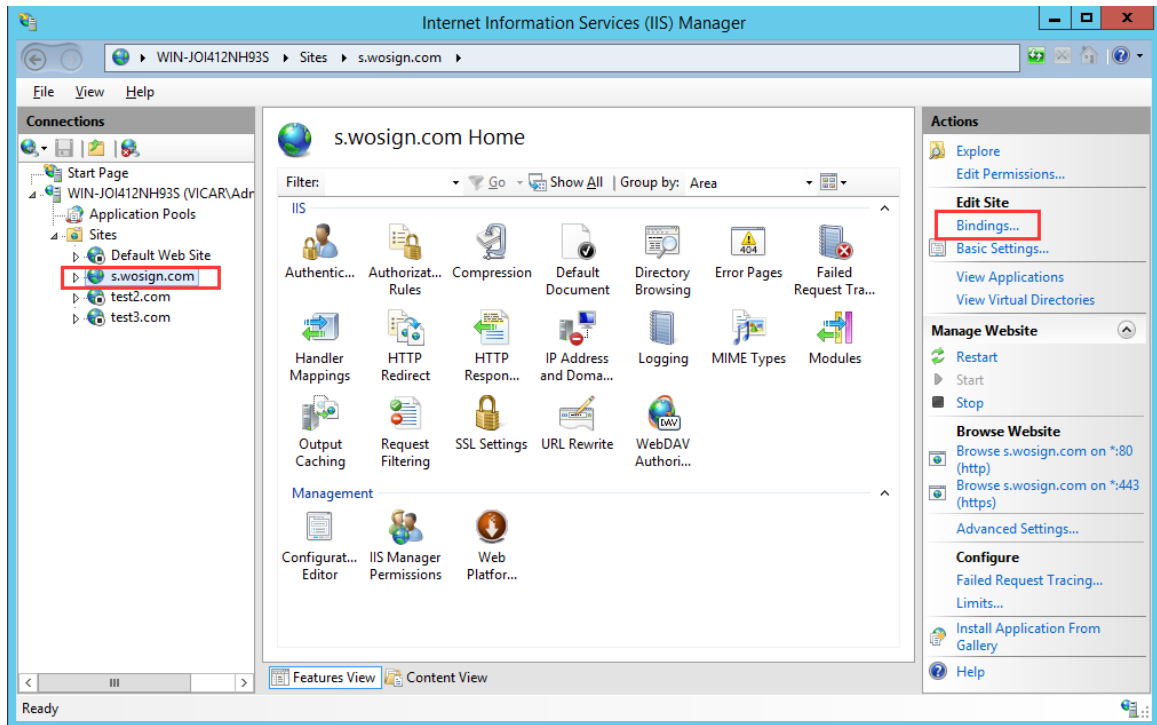 Internet Information Services (IIS) Manager
WIN-JOI412NH93S ▸ Sites ▸ s.wosign.com ▸
File View Help
Connections
Start Page
WIN-JOI412NH93S (VICAR\Adr
Application Pools
Sites
Default Web Site
s.wosign.com
test2.com
test3.com
s.wosign.com Home
Filter: Go Show All Group by: Area
IIS
Authentic... Authorizat... Rules Compression Default Document Directory Browsing Error Pages Failed Request Tra...
Handler Mappings HTTP Redirect HTTP Respon... IP Address and Doma... Logging MIME Types Modules
Output Caching Request Filtering SSL Settings URL Rewrite WebDAV Authori...
Management
Configurat... Editor IIS Manager Permissions Web Platfor...
Features View Content View
Actions
Explore
Edit Permissions...
Edit Site
Bindings...
Basic Settings...
View Applications
View Virtual Directories
Manage Website
Restart
Start
Stop
Browse Website
Browse s.wosign.com on *:80
(http)
Browse s.wosign.com on *:443
(https)
Advanced Settings...
Configure
Failed Request Tracing...
Limits...
Install Application From
Gallery
Help
Ready